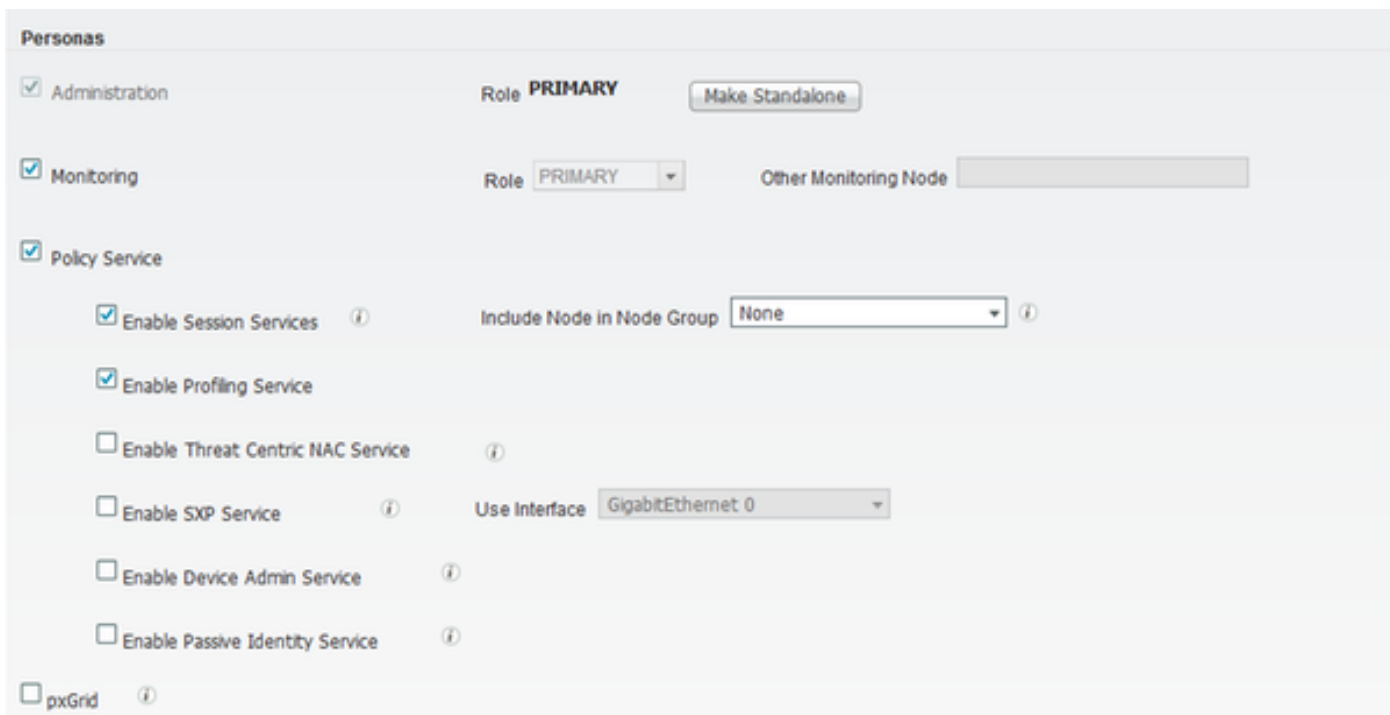 Personas
Administration Role PRIMARY Make Standalone
Monitoring Role PRIMARY Other Monitoring Node
Policy Service
Enable Session Services Include Node in Node Group None
Enable Profiling Service
Enable Threat Centric NAC Service
Enable SXP Service Use Interface GigabitEthernet 0
Enable Device Admin Service
Enable Passive Identity Service
pxGrid